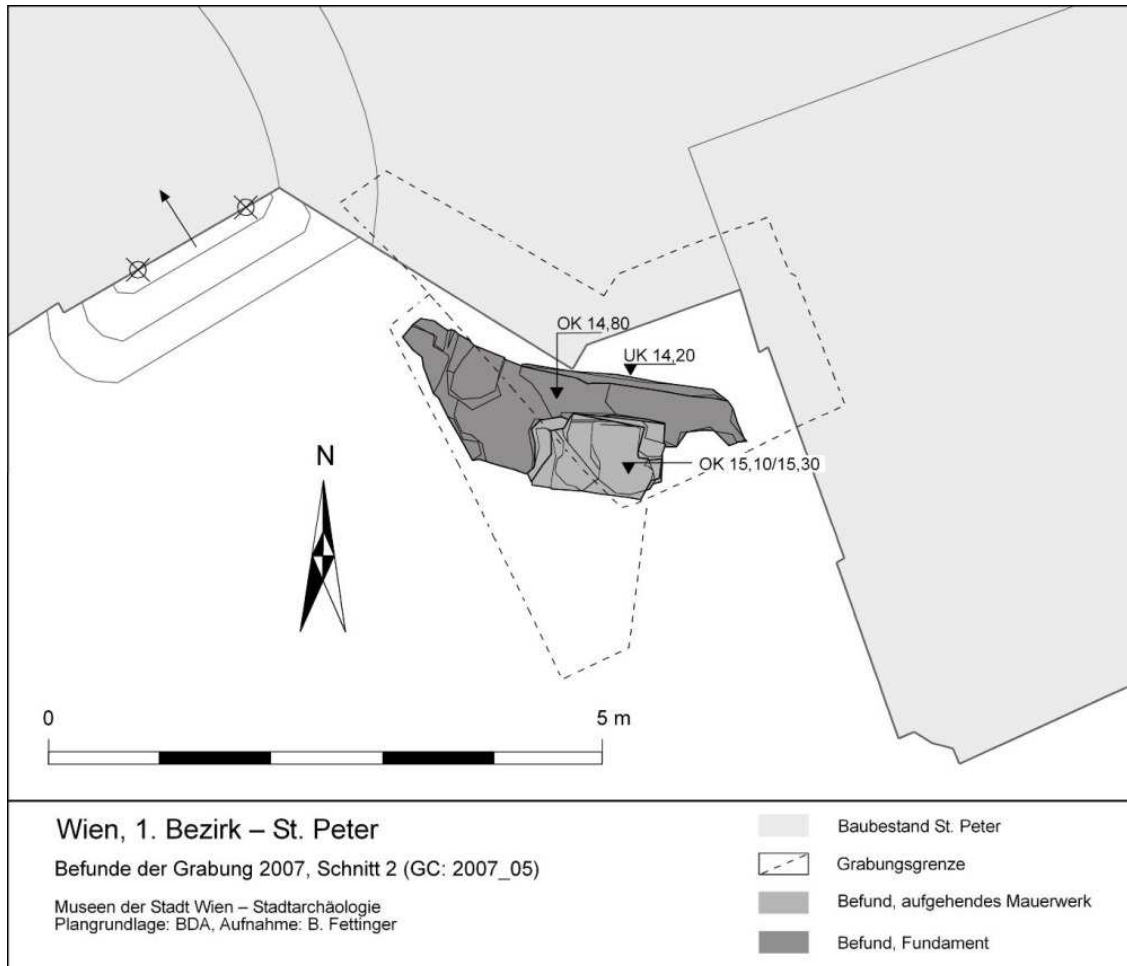 OK 14,80
UK 14,20
OK 15,10/15,30
N
0
5 m
Wien, 1. Bezirk – St. Peter
Befunde der Grabung 2007, Schnitt 2 (GC: 2007_05)
Museen der Stadt Wien – Stadtarchäologie
Plangrundlage: BDA, Aufnahme: B. Fettinger
Baubestand St. Peter
Grabungsgrenze
Befund, aufgehendes Mauerwerk
Befund, Fundament